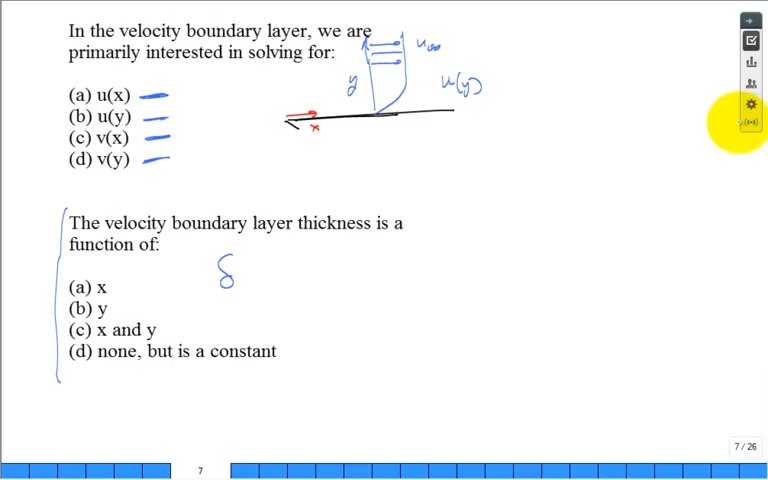 In the velocity boundary layer, we are
primarily interested in solving for:
(a) u(x)
(b) u(y)
(c) v(x)
(d) v(y)
u∞
y
u(y)
x
The velocity boundary layer thickness is a
function of:
δ
(a) x
(b) y
(c) x and y
(d) none, but is a constant
7 / 26
7